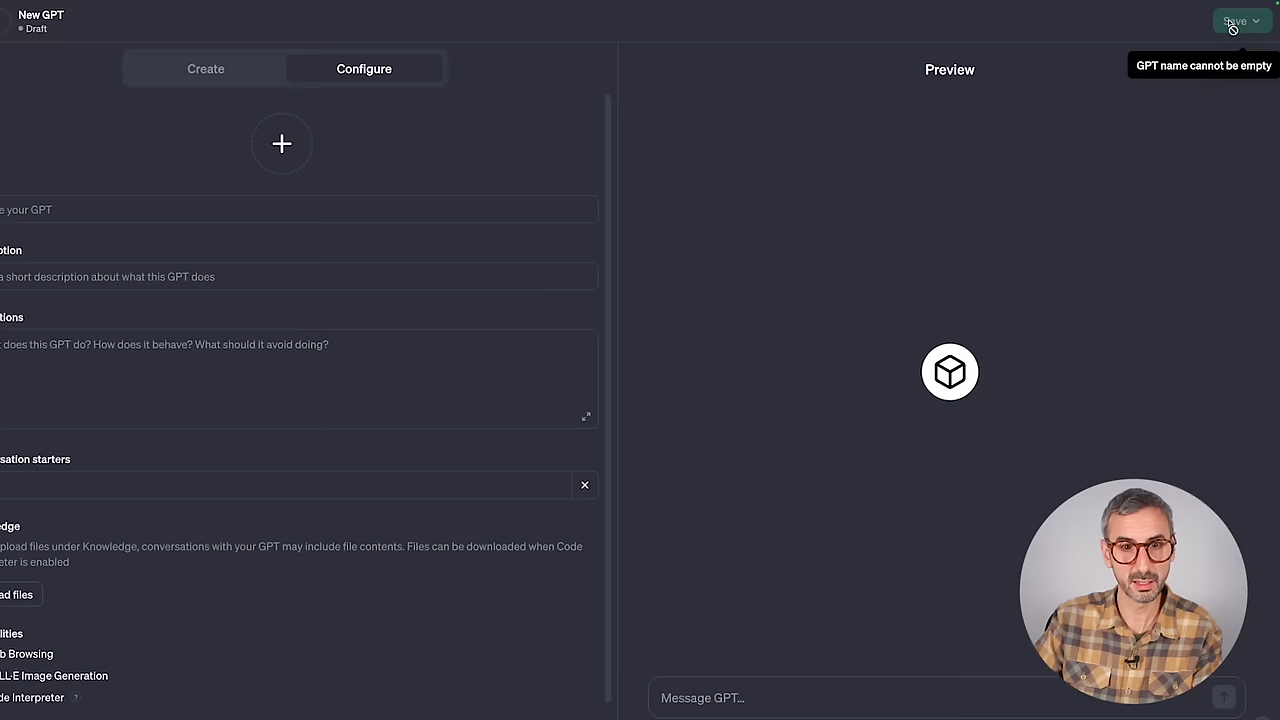 New GPT
Draft
Save
GPT name cannot be empty
Create
Configure
Preview
e your GPT
ption
a short description about what this GPT does
tions
does this GPT do? How does it behave? What should it avoid doing?
sation starters
edge
pload files under Knowledge, conversations with your GPT may include file contents. Files can be downloaded when Code
eter is enabled
ad files
lities
b Browsing
LL·E Image Generation
de Interpreter ?
Message GPT…